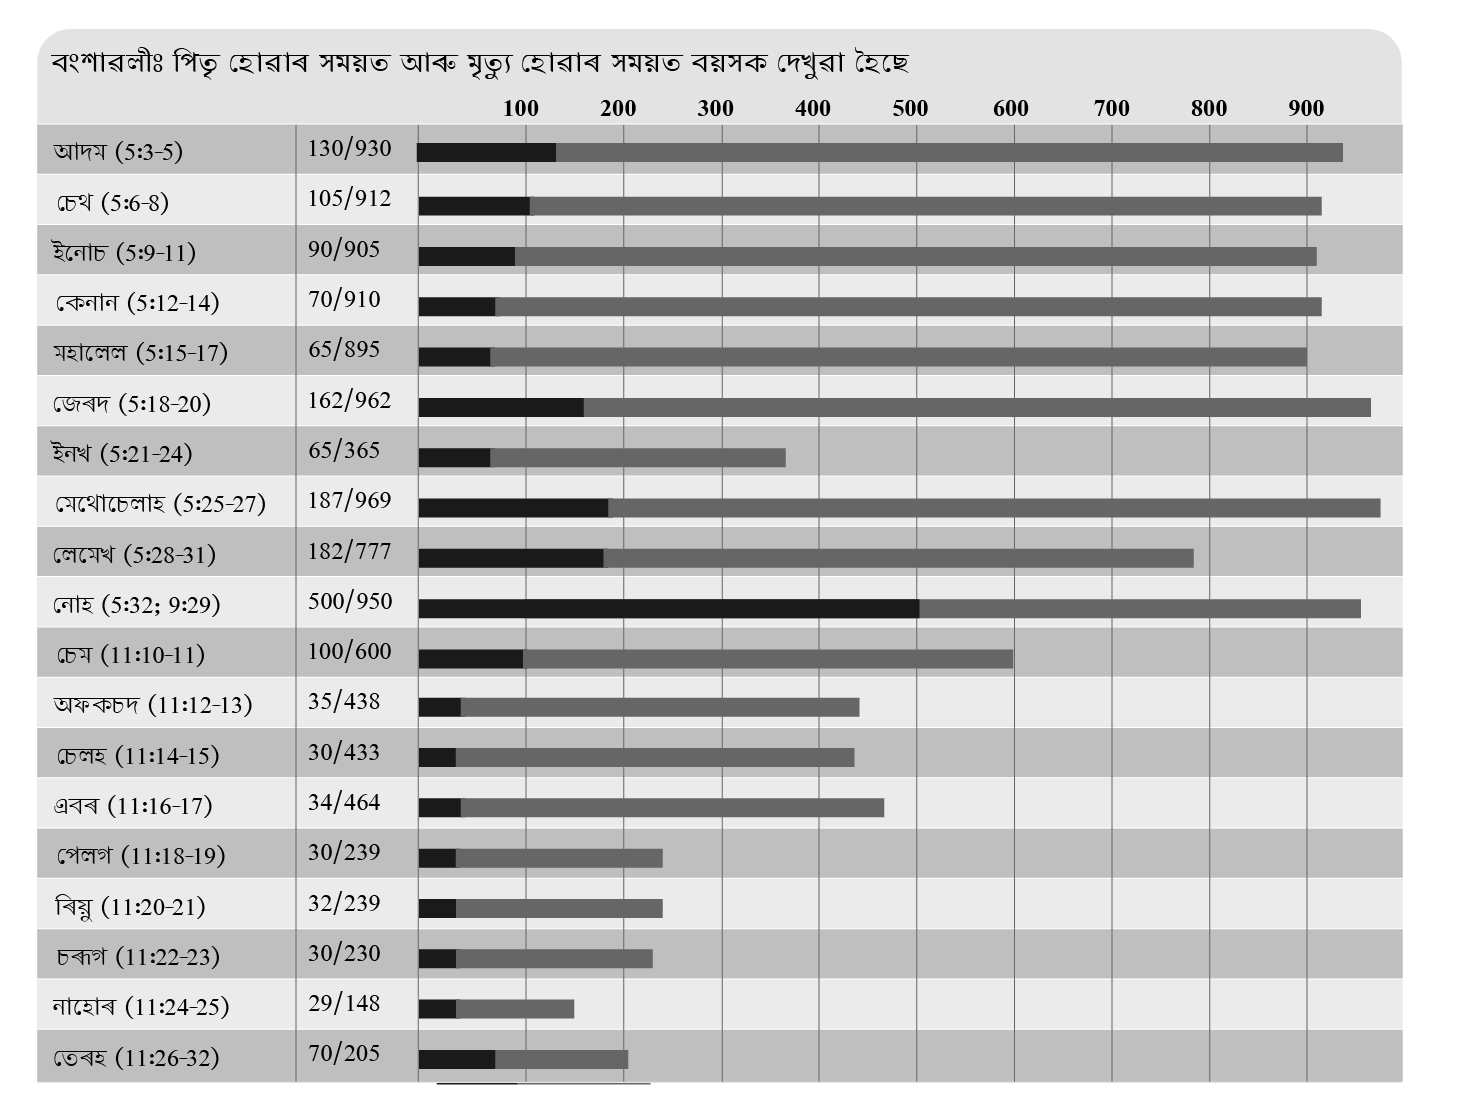 বংশাৱলীঃ পিতৃ হোৱাৰ সময়ত আৰু মৃত্যু হোৱাৰ সময়ত বয়সক দেখুৱা হৈছে
100 200 300 400 500 600 700 800 900
আদম (5:3-5) 130/930
চেথ (5:6-8) 105/912
ইনোচ (5:9-11) 90/905
কেনান (5:12-14) 70/910
মহালেল (5:15-17) 65/895
জেৰদ (5:18-20) 162/962
ইনখ (5:21-24) 65/365
মেথোচেলাহ (5:25-27) 187/969
লেমেখ (5:28-31) 182/777
নোহ (5:32; 9:29) 500/950
চেম (11:10-11) 100/600
অফকচদ (11:12-13) 35/438
চেলহ (11:14-15) 30/433
এবৰ (11:16-17) 34/464
পেলগ (11:18-19) 30/239
ৰিয়ু (11:20-21) 32/239
চৰূগ (11:22-23) 30/230
নাহোৰ (11:24-25) 29/148
তেৰহ (11:26-32) 70/205